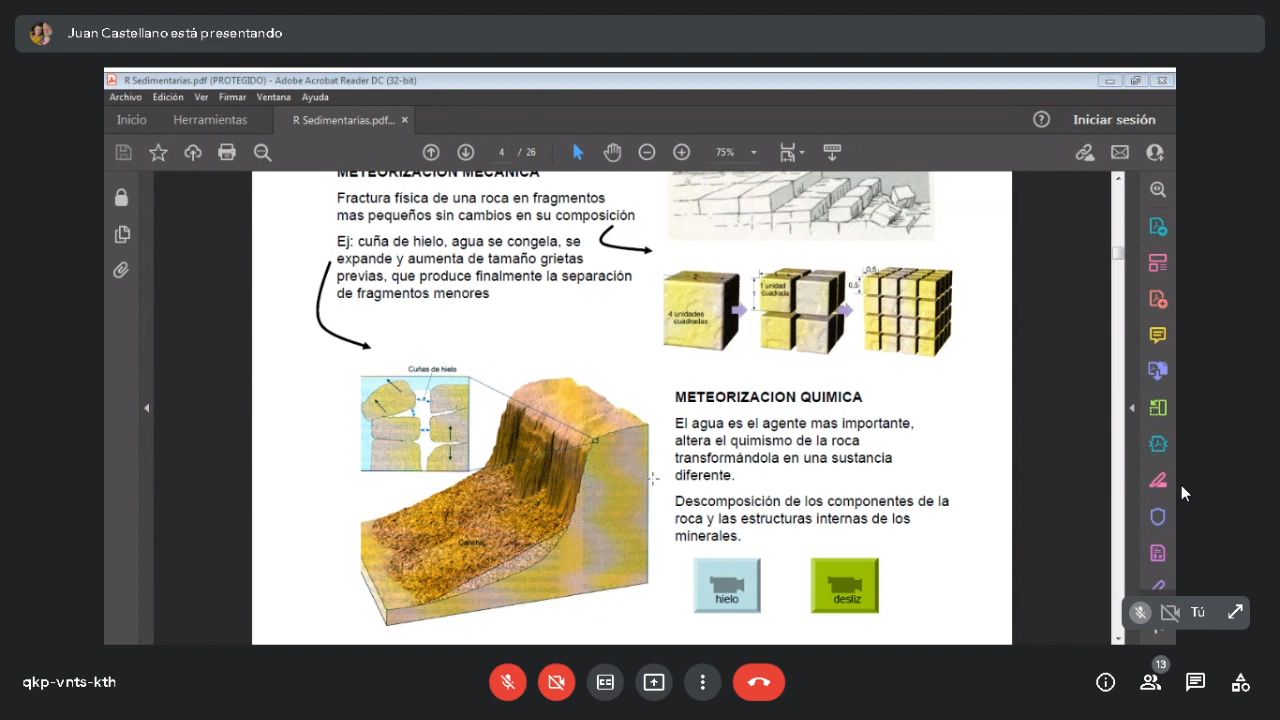 Juan Castellano está presentando
R Sedimentarias.pdf (PROTEGIDO) - Adobe Acrobat Reader DC (32-bit)
Archivo Edición Ver Firmar Ventana Ayuda
Inicio Herramientas R Sedimentarias.pdf... × Iniciar sesión
4 / 26 75%
METEORIZACION MECANICA
Fractura física de una roca en fragmentos
mas pequeños sin cambios en su composición
Ej: cuña de hielo, agua se congela, se
expande y aumenta de tamaño grietas
previas, que produce finalmente la separación
de fragmentos menores
4 unidades
cuadradas
1 unidad
cuadrada
1
0,5
0,5
Cuñas de hielo
METEORIZACION QUIMICA
El agua es el agente mas importante,
altera el quimismo de la roca
transformándola en una sustancia
diferente.
Descomposición de los componentes de la
roca y las estructuras internas de los
minerales.
hielo
desliz
Tú
qkp-vnts-kth
13